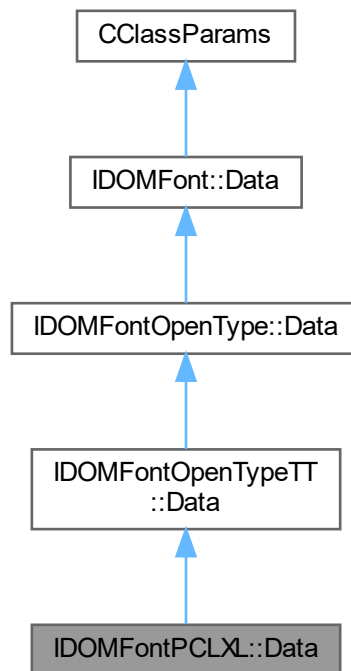 CClassParams
IDOMFont::Data
IDOMFontOpenType::Data
IDOMFontOpenTypeTT
::Data
IDOMFontPCLXL::Data